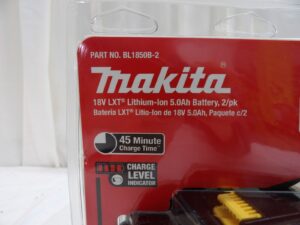 PART NO. BL1850B-2
makita
18V LXT® Lithium-Ion 5.0Ah Battery, 2/pk
Batería LXT® Litio-Ion de 18V 5.0Ah, Paquete c/2
45 Minute
Charge Time
CHARGE
LEVEL
INDICATOR